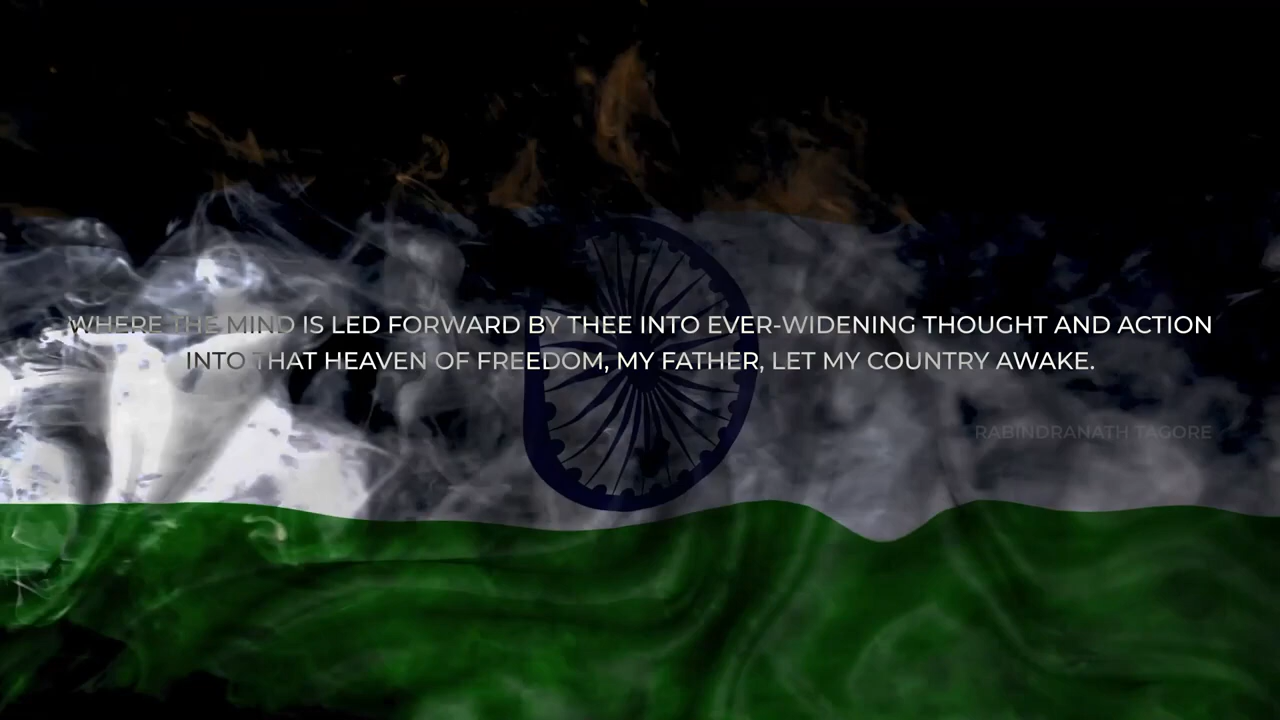 WHERE THE MIND IS LED FORWARD BY THEE INTO EVER-WIDENING THOUGHT AND ACTION
INTO THAT HEAVEN OF FREEDOM, MY FATHER, LET MY COUNTRY AWAKE.
RABINDRANATH TAGORE